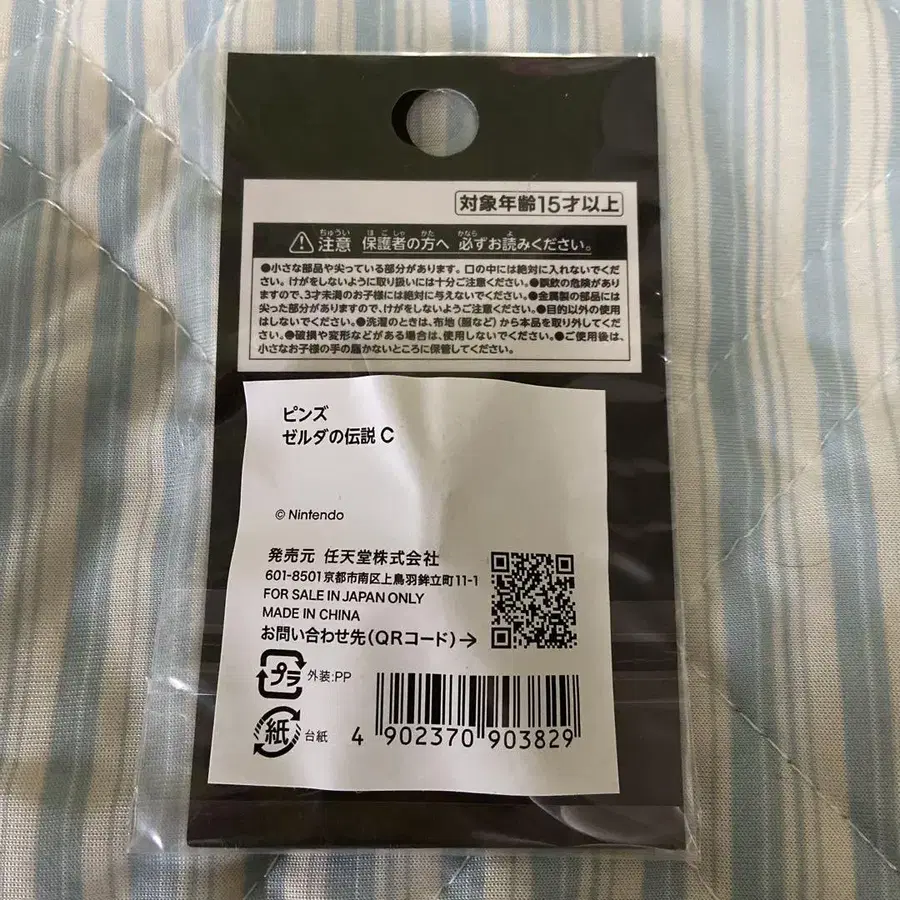 対象年齢15才以上
注意 保護者の方へ 必ずお読みください。
●小さな部品や尖っている部分があります。口の中には絶対に入れないでくだ
さい。けがをしないように取り扱いには十分ご注意ください。●誤飲の危険があり
ますので、3才未満のお子様には絶対に与えないでください。●金属製の部品には
尖った部分がありますので、けがをしないようご注意ください。●目的以外の使用
はしないでください。●洗濯のときは、布地(服など)から本品を取り外してくだ
さい。●破損や変形などがある場合は、使用しないでください。●ご使用後は、
小さなお子様の手の届かないところに保管してください。
ピンズ
ゼルダの伝説 C
© Nintendo
発売元 任天堂株式会社
601-8501 京都市南区上鳥羽鉾立町11-1
FOR SALE IN JAPAN ONLY
MADE IN CHINA
お問い合わせ先(QRコード)→
プラ 外装:PP
紙 台紙
4 902370 903829